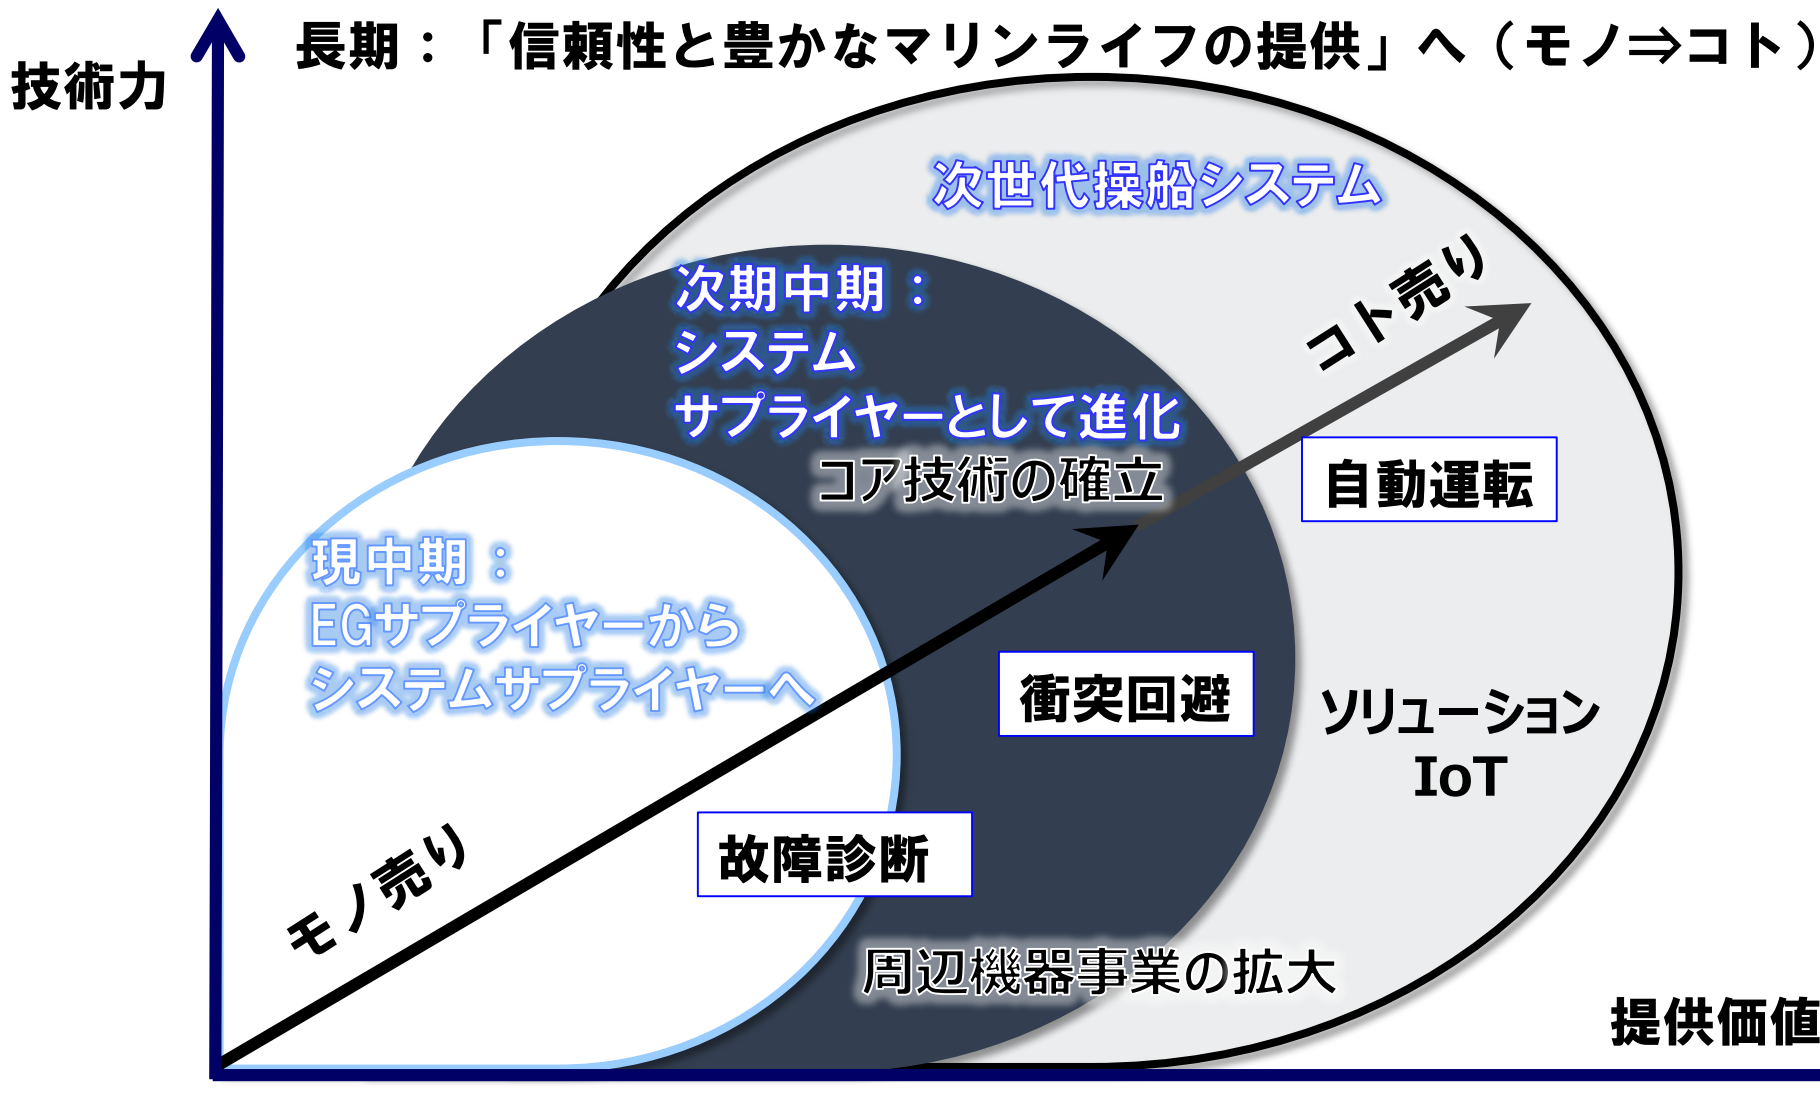 長期：「信頼性と豊かなマリンライフの提供」へ（モノ⇒コト）
技術力
次世代操船システム
コト売り
次期中期：
システム
サプライヤーとして進化
コア技術の確立
自動運転
現中期：
EGサプライヤーから
システムサプライヤーへ
衝突回避
ソリューション
IoT
故障診断
モノ売り
周辺機器事業の拡大
提供価値